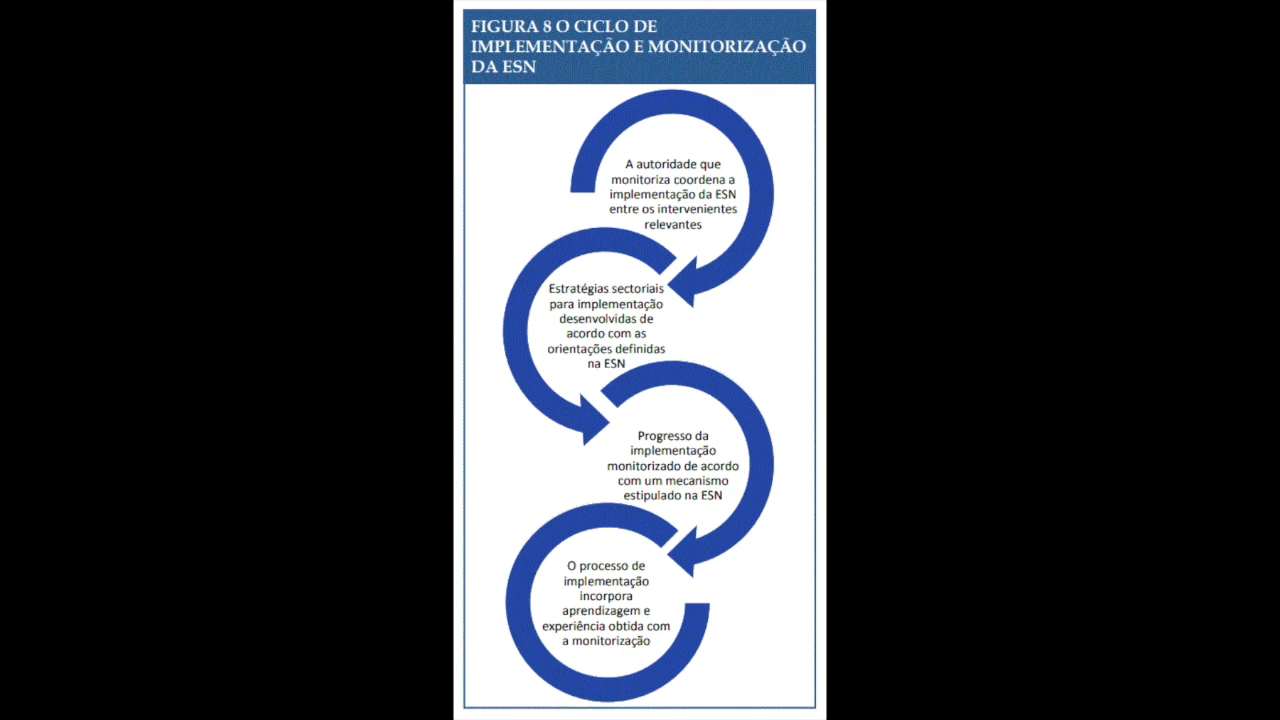 FIGURA 8 O CICLO DE
IMPLEMENTAÇÃO E MONITORIZAÇÃO
DA ESN
A autoridade que
monitoriza coordena a
implementação da ESN
entre os intervenientes
relevantes
Estratégias sectoriais
para implementação
desenvolvidas de
acordo com as
orientações definidas
na ESN
Progresso da
implementação
monitorizado de acordo
com um mecanismo
estipulado na ESN
O processo de
implementação
incorpora
aprendizagem e
experiência obtida com
a monitorização